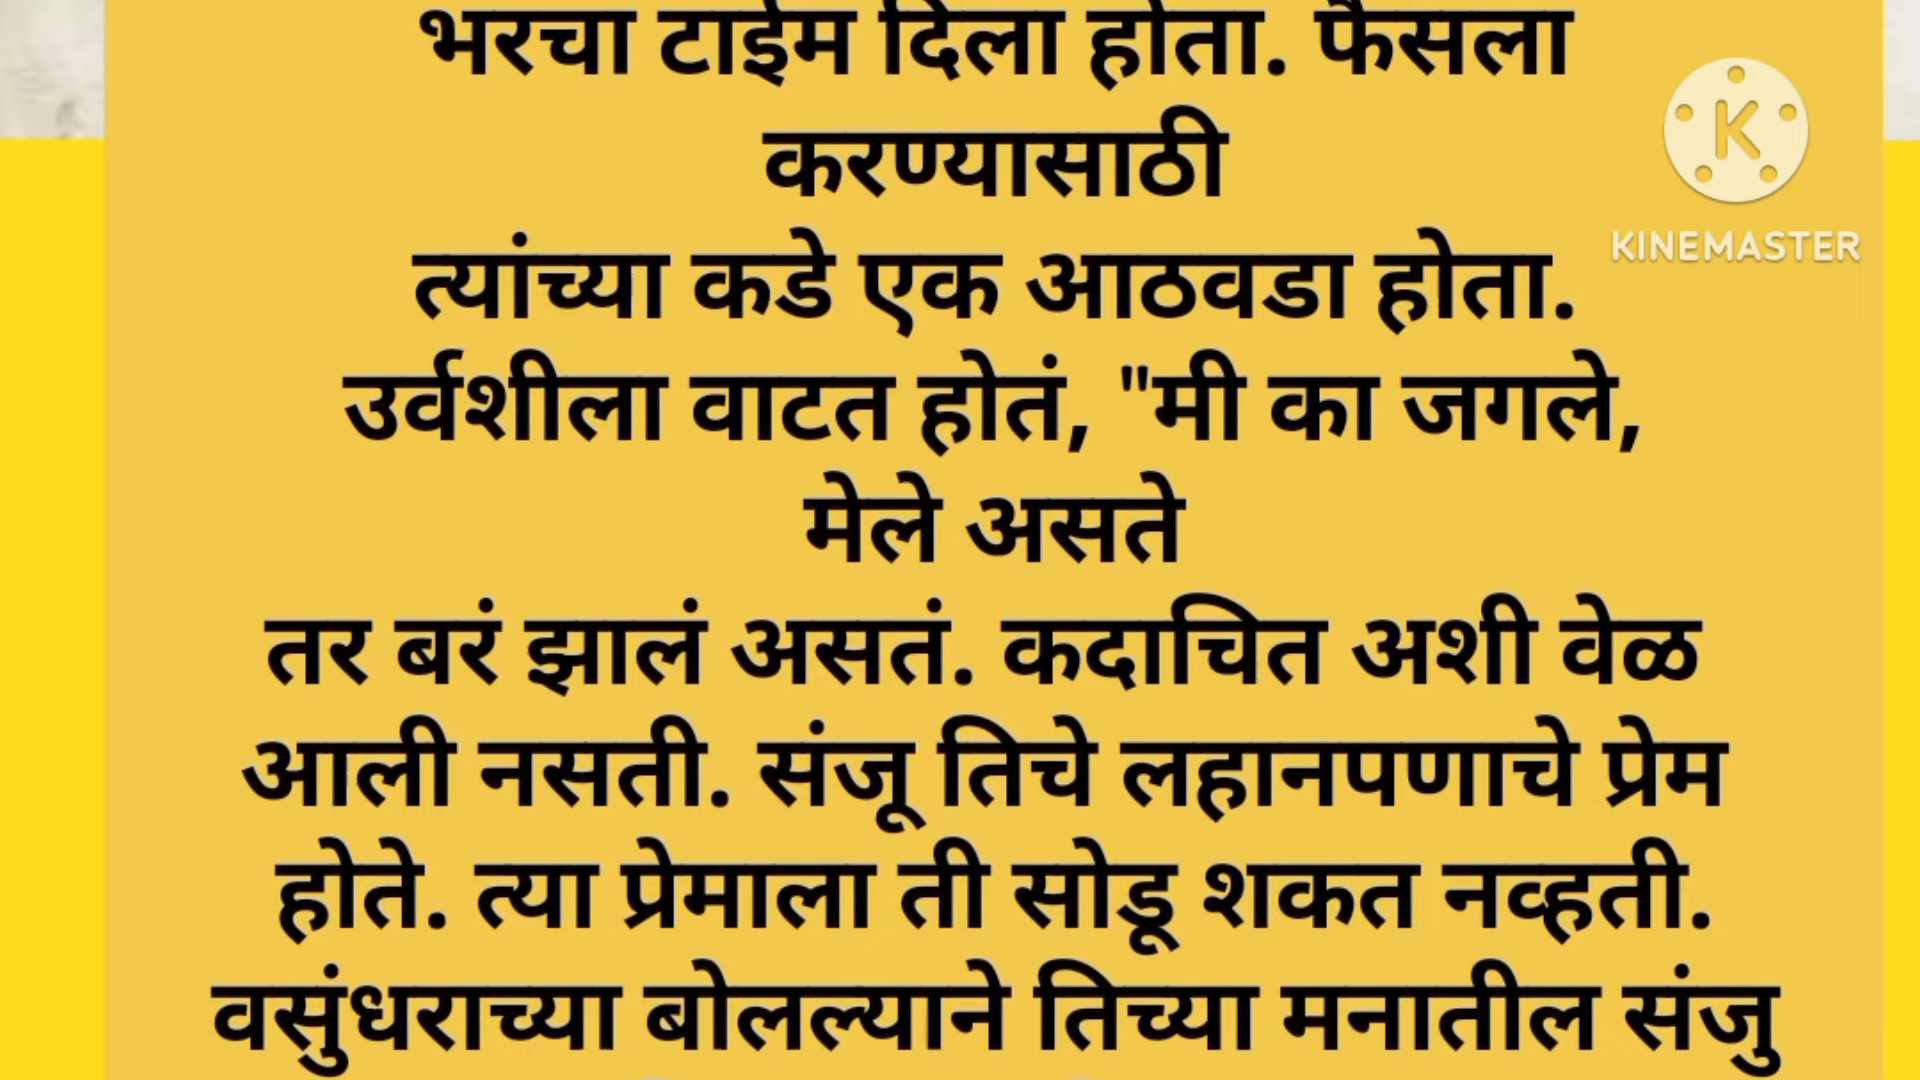 भरचा टाईम दिला होता. फैसला
करण्यासाठी
त्यांच्या कडे एक आठवडा होता.
उर्वशीला वाटत होतं, "मी का जगले,
मेले असते
तर बरं झालं असतं. कदाचित अशी वेळ
आली नसती. संजू तिचे लहानपणाचे प्रेम
होते. त्या प्रेमाला ती सोडू शकत नव्हती.
वसुंधराच्या बोलल्याने तिच्या मनातील संजु
K
KINEMASTER